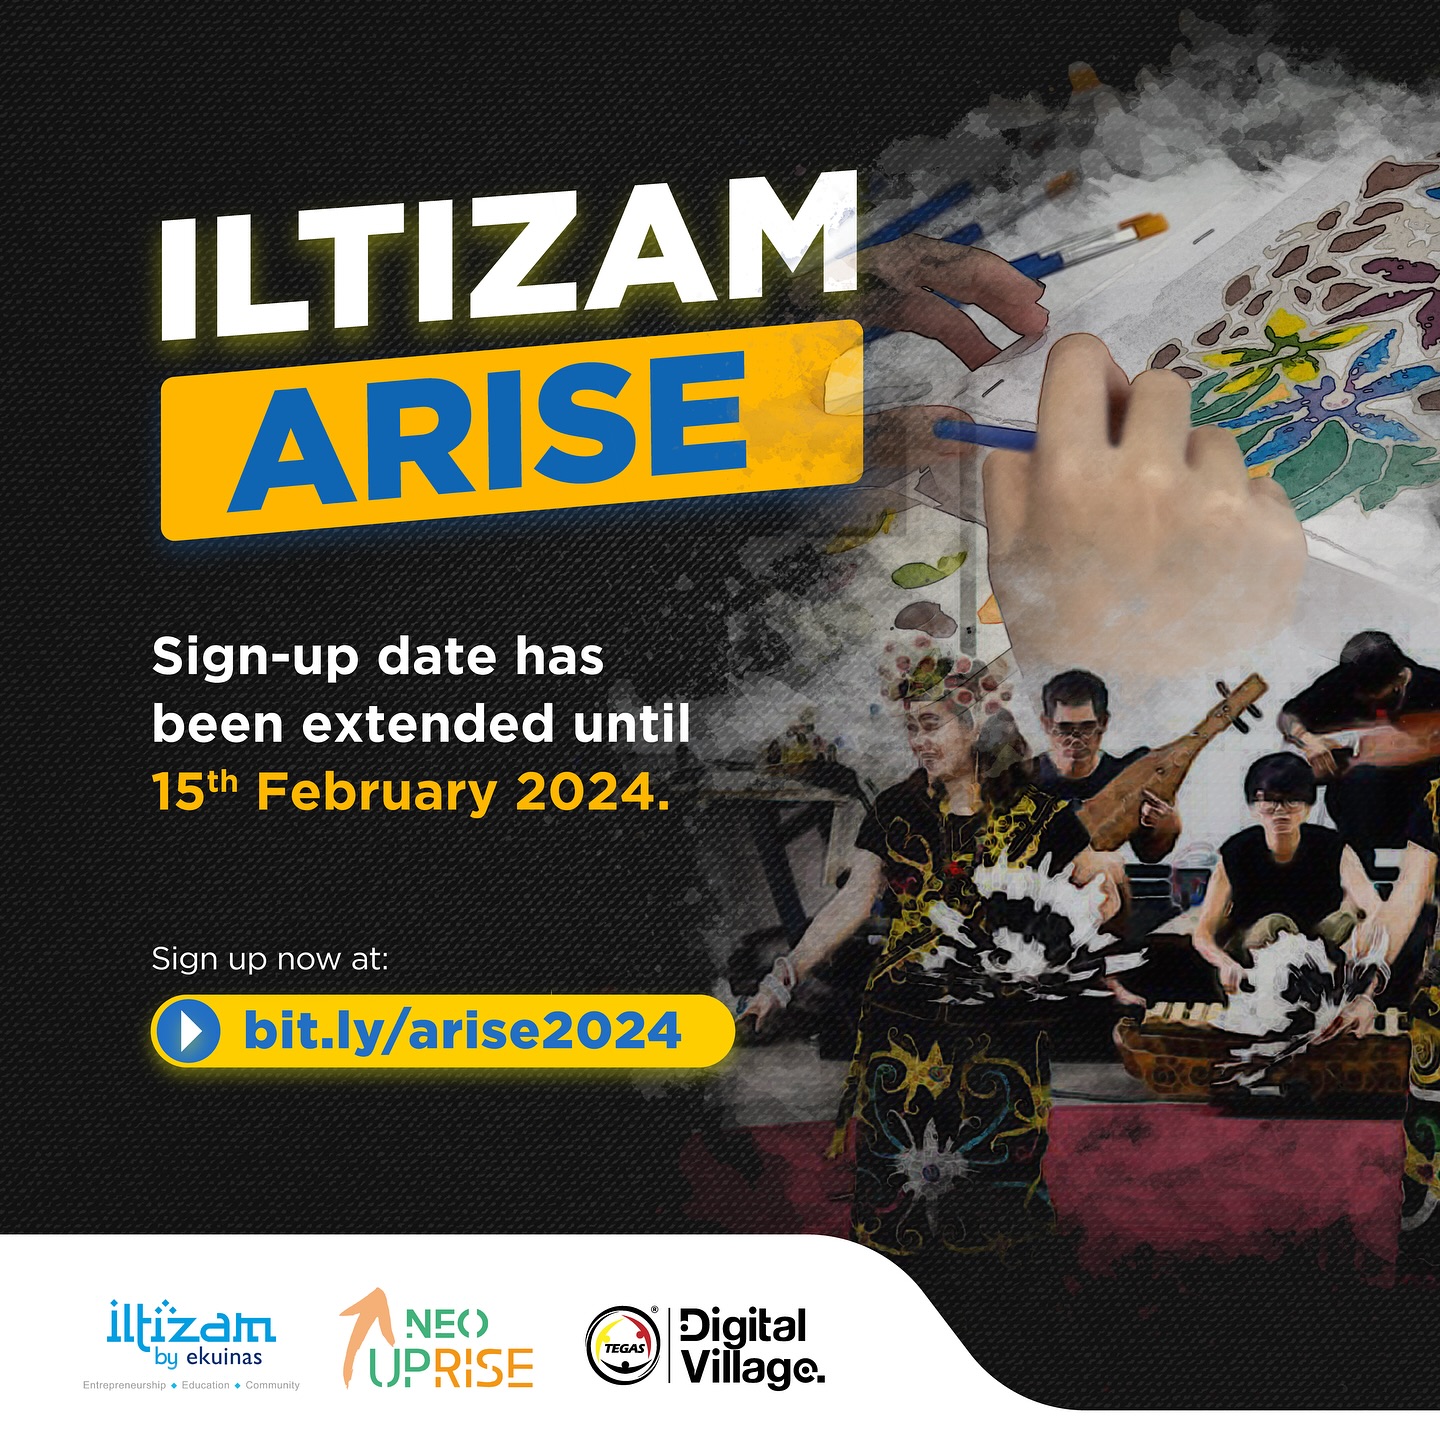 ILTIZAM
ARISE
Sign-up date has
been extended until
15th February 2024.
Sign up now at:
bit.ly/arise2024
iltizam
by ekuinas
Entrepreneurship ◆ Education ◆ Community
NEO
UPRISE
TEGAS
®
Digital
Village.